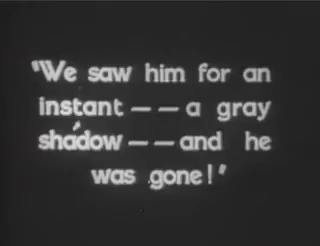 "We saw him for an
instant -- a gray
shadow -- and he
was gone!"